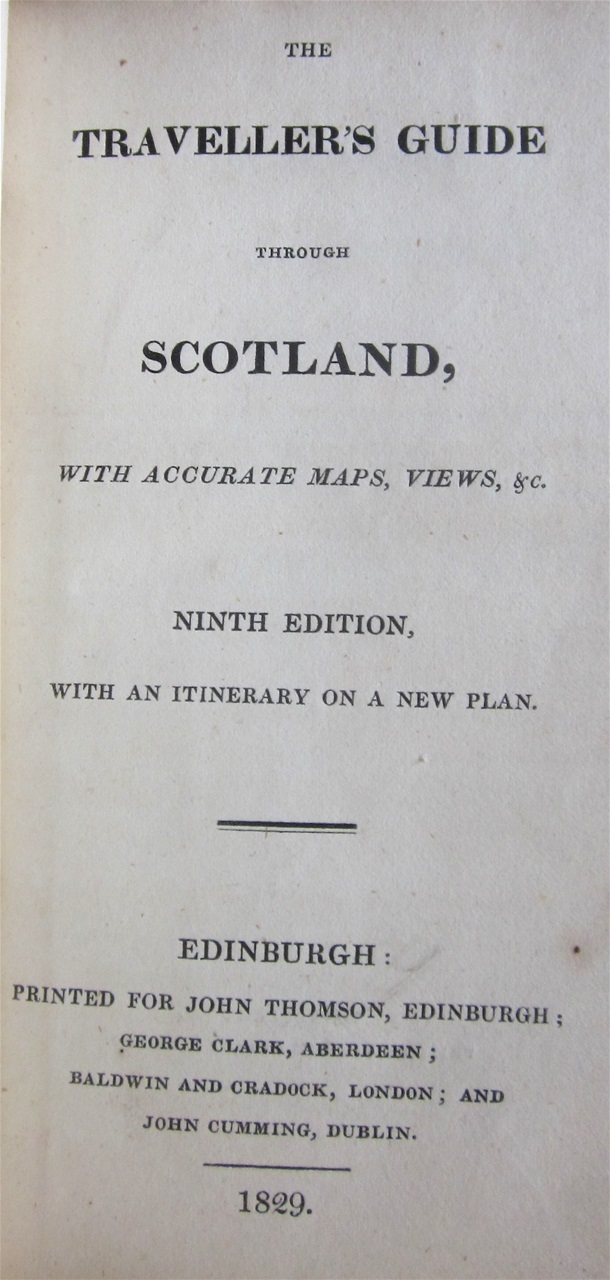 THE
TRAVELLER'S GUIDE
THROUGH
SCOTLAND,
WITH ACCURATE MAPS, VIEWS, &c.
NINTH EDITION,
WITH AN ITINERARY ON A NEW PLAN.
EDINBURGH:
PRINTED FOR JOHN THOMSON, EDINBURGH;
GEORGE CLARK, ABERDEEN;
BALDWIN AND CRADOCK, LONDON; AND
JOHN CUMMING, DUBLIN.
1829.